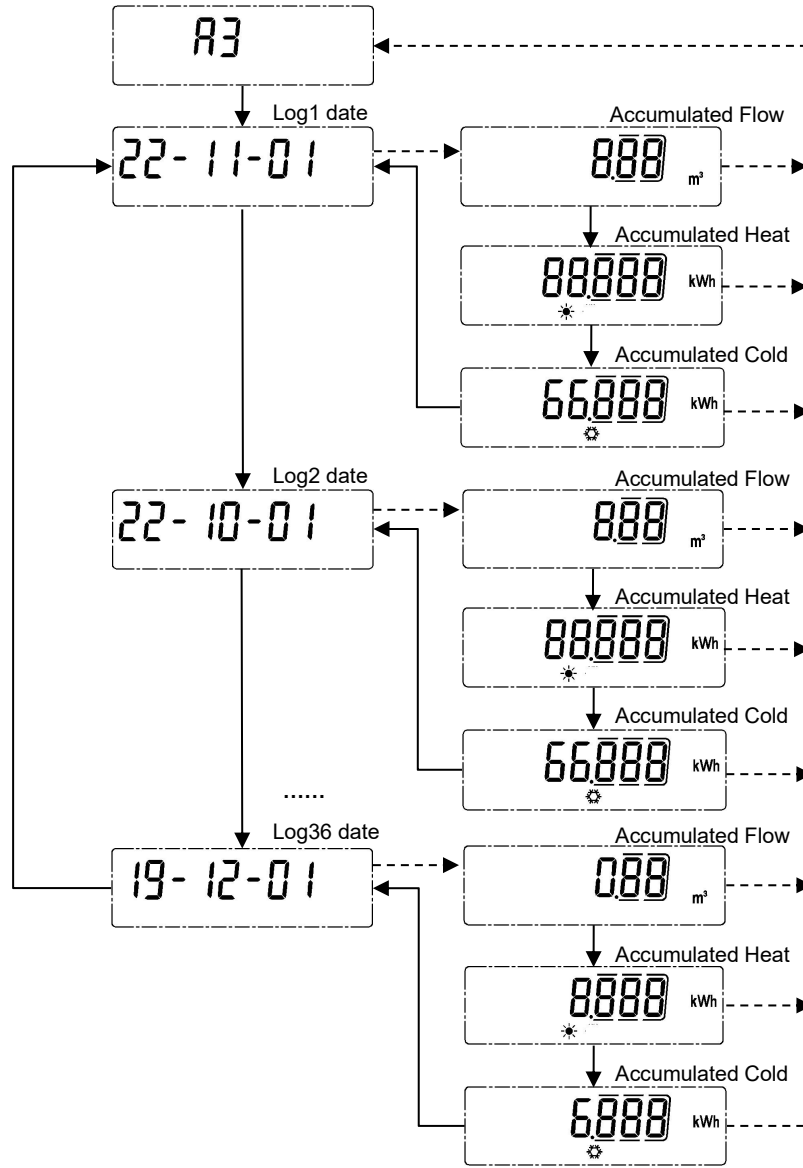 A3
Log1 date
Accumulated Flow
22-11-01
8.88 m³
Accumulated Heat
88.888 kWh
Accumulated Cold
66.888 kWh
Log2 date
Accumulated Flow
22-10-01
8.88 m³
Accumulated Heat
88.888 kWh
Accumulated Cold
66.888 kWh
......
Log36 date
Accumulated Flow
19-12-01
0.88 m³
Accumulated Heat
8.888 kWh
Accumulated Cold
6.888 kWh